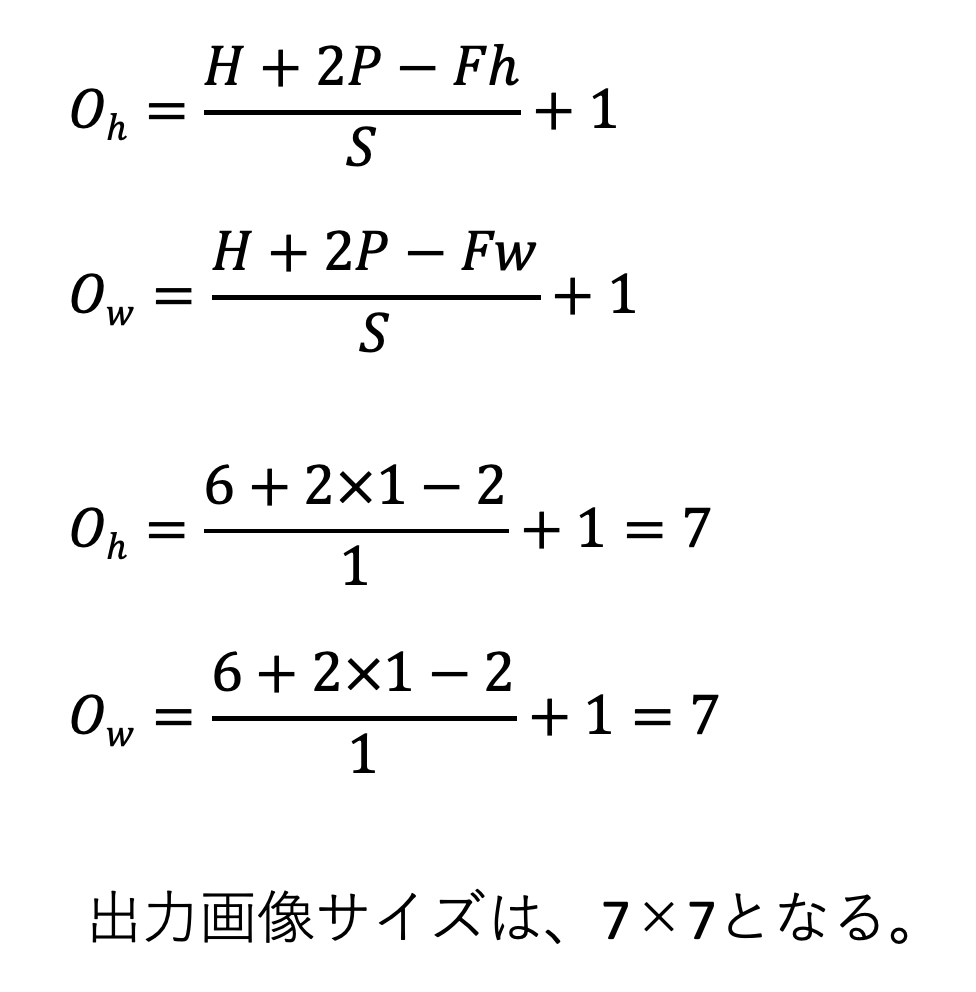 O_h = \frac{H + 2P - Fh}{S} + 1
O_w = \frac{H + 2P - Fw}{S} + 1
O_h = \frac{6 + 2×1 - 2}{1} + 1 = 7
O_w = \frac{6 + 2×1 - 2}{1} + 1 = 7
出力画像サイズは、7×7となる。